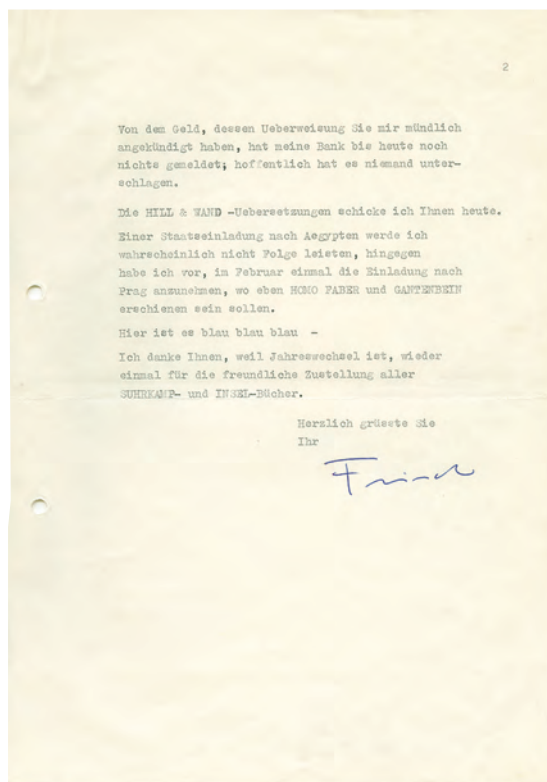 2
Von dem Geld, dessen Ueberweisung Sie mir mündlich
angekündigt haben, hat meine Bank bis heute noch
nichts gemeldet; hoffentlich hat es niemand unter-
schlagen.
Die HILL & WAND -Uebersetzungen schicke ich Ihnen heute.
Einer Staatseinladung nach Aegypten werde ich
wahrscheinlich nicht Folge leisten, hingegen
habe ich vor, im Februar einmal die Einladung nach
Prag anzunehmen, wo eben HOMO FABER und GANTENBEIN
erschienen sein sollen.
Hier ist es blau blau blau –
Ich danke Ihnen, weil Jahreswechsel ist, wieder
einmal für die freundliche Zustellung aller
SUHRKAMP- und INSEL-Bücher.
Herzlich grüsste Sie
Ihr
Frisch